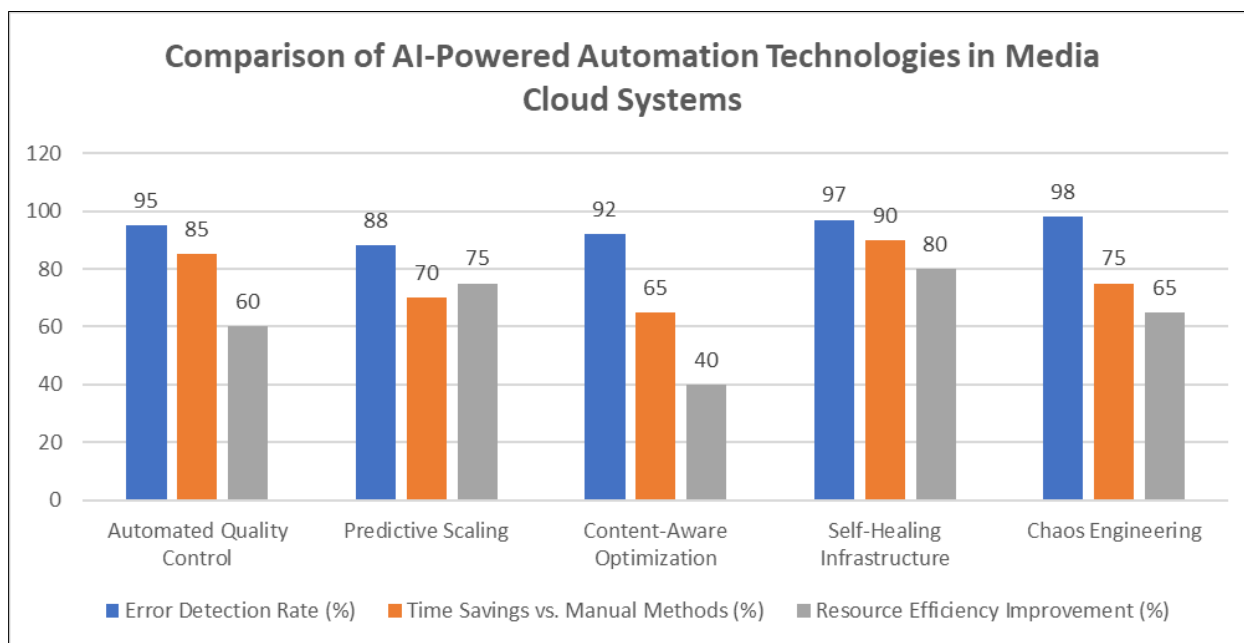 Comparison of AI-Powered Automation Technologies in Media
Cloud Systems
120
100
80
60
40
20
0
95
85
60
88
70
75
92
65
40
97
90
80
98
75
65
Automated Quality
Control
Predictive Scaling
Content-Aware
Optimization
Self-Healing
Infrastructure
Chaos Engineering
Error Detection Rate (%)
Time Savings vs. Manual Methods (%)
Resource Efficiency Improvement (%)